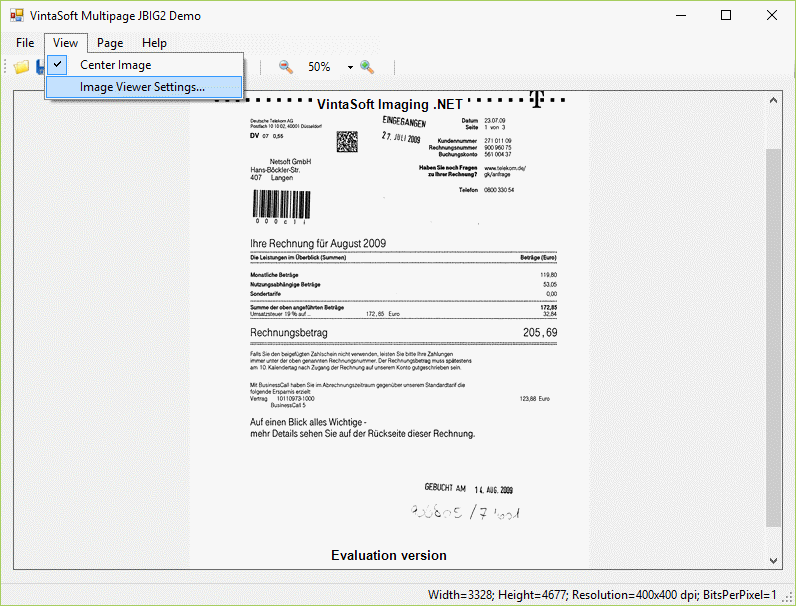 VintaSoft Multipage JBIG2 Demo
File View Page Help
Center Image
Image Viewer Settings...
50%
VintaSoft Imaging .NET
T
Deutsche Telekom AG
Postfach 10 13 02, 40001 Düsseldorf
DV 07 0,55
EINGEGANGEN
27. JULI 2009
Datum 23.07.09
Seite 1 von 3
Kundennummer 271 011 09
Rechnungsnummer 900 960 75
Buchungskonto 561 004 37
Haben Sie noch Fragen www.telekom.de/
zu Ihrer Rechnung? gk/anfrage
Telefon 0800 330 54
Netsoft GmbH
Hans-Böckler-Str.
407 Langen
Ihre Rechnung für August 2009
Die Leistungen im Überblick (Summen) Beträge (Euro)
Monatliche Beträge 119,80
Nutzungsabhängige Beträge 53,05
Sondertarife 0,00
Summe der oben angeführten Beträge 172,85
Umsatzsteuer 19 % auf... 172,85 Euro 32,84
Rechnungsbetrag 205,69
Falls Sie den beigefügten Zahlschein nicht verwenden, leisten Sie bitte Ihre Zahlungen
immer unter der oben genannten Rechnungsnummer. Der Rechnungsbetrag muss spätestens
am 10. Kalendertag nach Zugang der Rechnung auf unserem Konto gutgeschrieben sein.
Mit BusinessCall haben Sie im Abrechnungszeitraum gegenüber unserem Standardtarif die
folgende Ersparnis erzielt:
Vertrag 10110973-1000 123,88 Euro
BusinessCall 5
Auf einen Blick alles Wichtige -
mehr Details sehen Sie auf der Rückseite dieser Rechnung.
GEBUCHT AM 14. AUG. 2009
Evaluation version
Width=3328; Height=4677; Resolution=400x400 dpi; BitsPerPixel=1